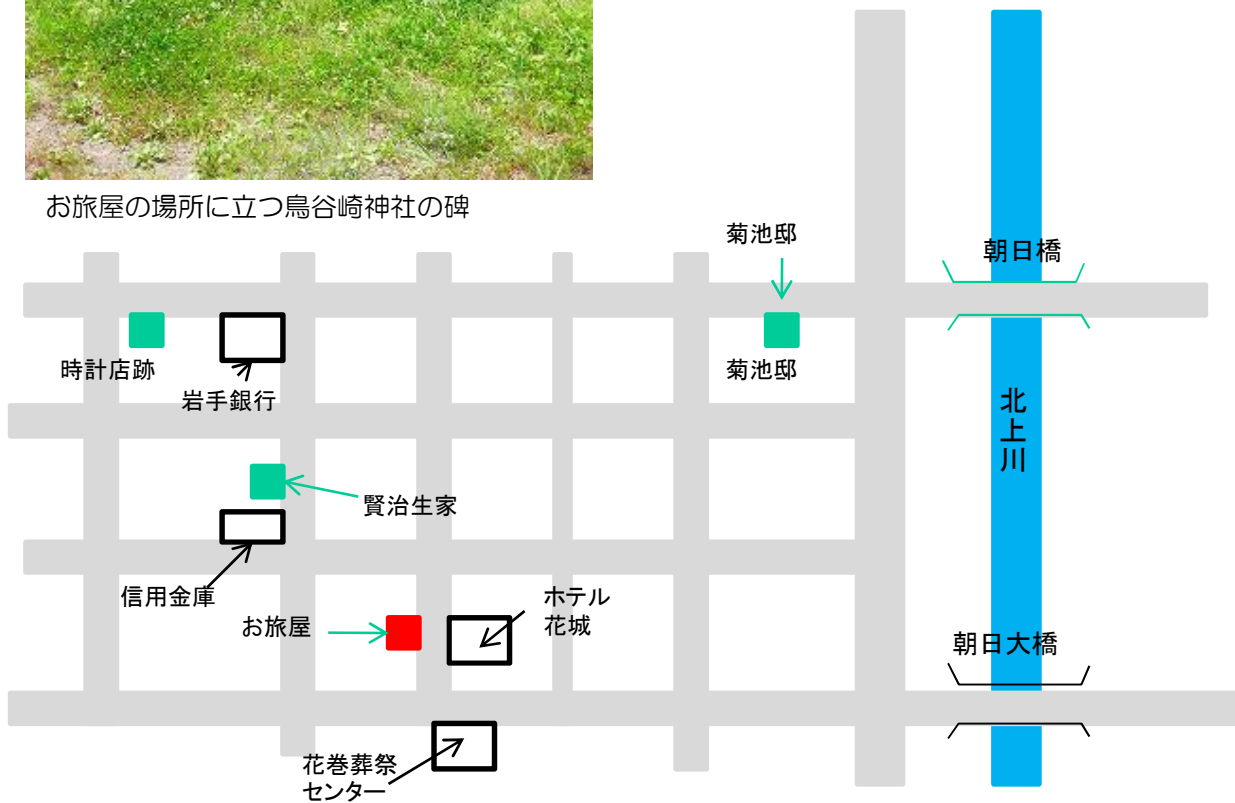 お旅屋の場所に立つ鳥谷崎神社の碑
菊池邸
朝日橋
時計店跡
菊池邸
岩手銀行
北上川
賢治生家
信用金庫
ホテル
花城
お旅屋
朝日大橋
花巻葬祭
センター